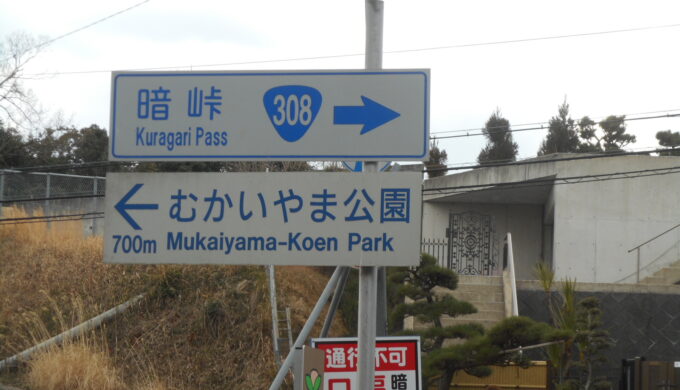 暗峠 308
Kuragari Pass
むかいやま公園
700m Mukaiyama-Koen Park
通行不可
暗